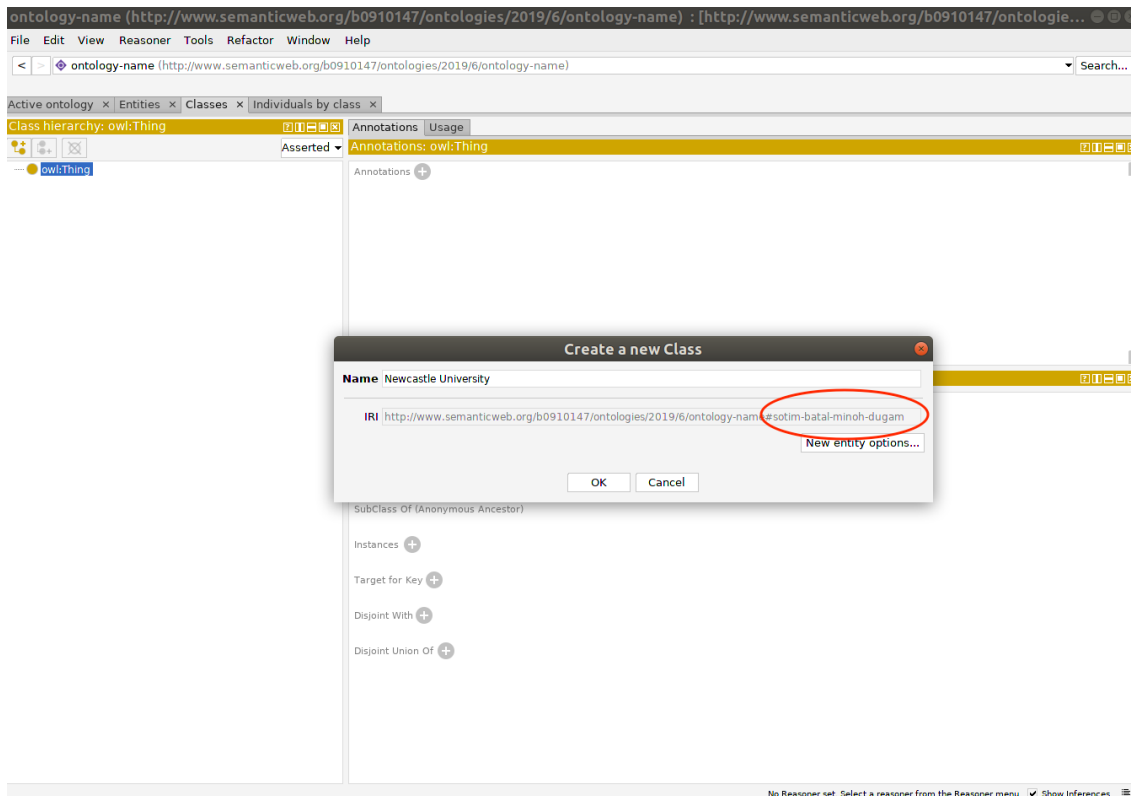 ontology-name (http://www.semanticweb.org/b0910147/ontologies/2019/6/ontology-name) : [http://www.semanticweb.org/b0910147/ontologie...
File Edit View Reasoner Tools Refactor Window Help
< > ontology-name (http://www.semanticweb.org/b0910147/ontologies/2019/6/ontology-name) Search...
Active ontology × Entities × Classes × Individuals by class ×
Class hierarchy: owl:Thing Annotations Usage
Asserted Annotations: owl:Thing
owl:Thing Annotations
Create a new Class
Name Newcastle University
IRI http://www.semanticweb.org/b0910147/ontologies/2019/6/ontology-name#sotim-batal-minoh-dugam
New entity options...
OK Cancel
SubClass Of (Anonymous Ancestor)
Instances
Target for Key
Disjoint With
Disjoint Union Of
No Reasoner set. Select a reasoner from the Reasoner menu Show Inferences